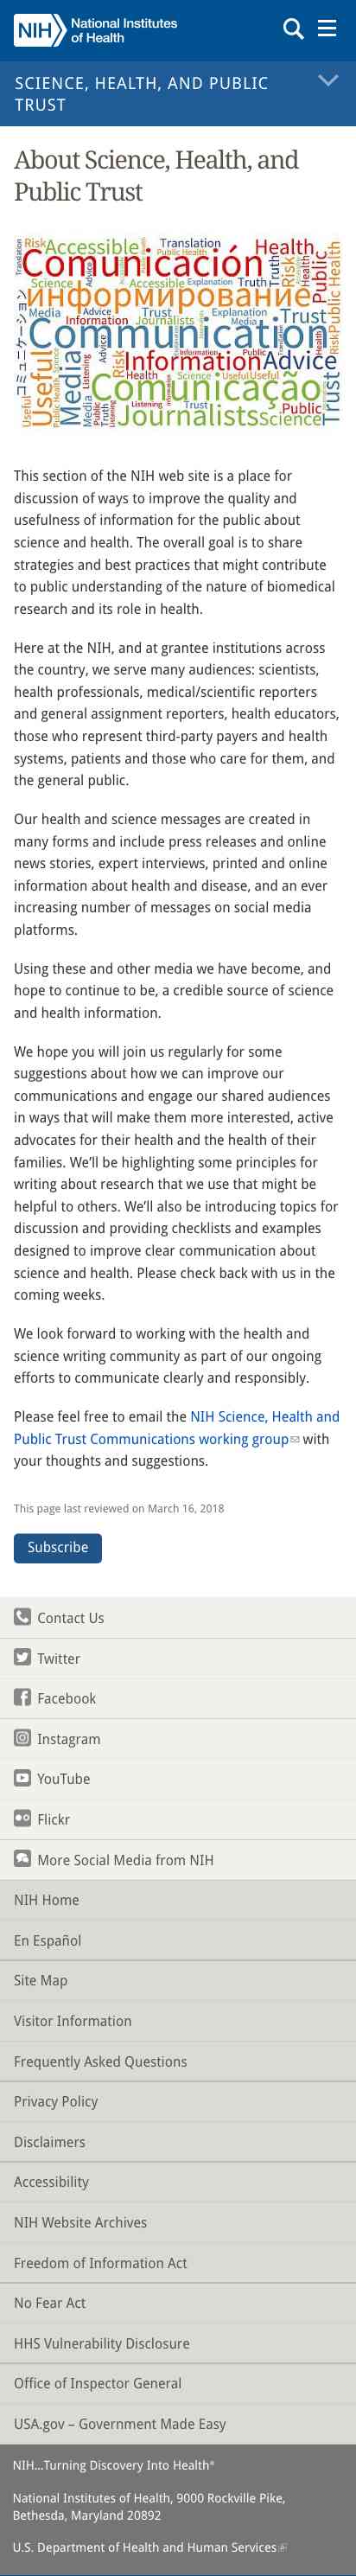 NIH National Institutes
of Health
SCIENCE, HEALTH, AND PUBLIC
TRUST
About Science, Health, and
Public Trust
Translation Risk Accessible Translation Health
Public Health
Comunicación Truth Risk Health Public
Science Advice Accessible Explanation Truth
информирование
Media Advice Trust Explanation Trust
Information Journalists Media
コミュニケーション
Communication
Risk Information Advice
Health Science Useful Useful
Comunicação
Listening Trust Public
Journalists Science
Useful Useful Public Health Media Listening Media Public Truth Trust Risk Public Health
This section of the NIH web site is a place for
discussion of ways to improve the quality and
usefulness of information for the public about
science and health. The overall goal is to share
strategies and best practices that might contribute
to public understanding of the nature of biomedical
research and its role in health.
Here at the NIH, and at grantee institutions across
the country, we serve many audiences: scientists,
health professionals, medical/scientific reporters
and general assignment reporters, health educators,
those who represent third-party payers and health
systems, patients and those who care for them, and
the general public.
Our health and science messages are created in
many forms and include press releases and online
news stories, expert interviews, printed and online
information about health and disease, and an ever
increasing number of messages on social media
platforms.
Using these and other media we have become, and
hope to continue to be, a credible source of science
and health information.
We hope you will join us regularly for some
suggestions about how we can improve our
communications and engage our shared audiences
in ways that will make them more interested, active
advocates for their health and the health of their
families. We’ll be highlighting some principles for
writing about research that we use that might be
helpful to others. We’ll also be introducing topics for
discussion and providing checklists and examples
designed to improve clear communication about
science and health. Please check back with us in the
coming weeks.
We look forward to working with the health and
science writing community as part of our ongoing
efforts to communicate clearly and responsibly.
Please feel free to email the NIH Science, Health and
Public Trust Communications working group with
your thoughts and suggestions.
This page last reviewed on March 16, 2018
Subscribe
Contact Us
Twitter
Facebook
Instagram
YouTube
Flickr
More Social Media from NIH
NIH Home
En Español
Site Map
Visitor Information
Frequently Asked Questions
Privacy Policy
Disclaimers
Accessibility
NIH Website Archives
Freedom of Information Act
No Fear Act
HHS Vulnerability Disclosure
Office of Inspector General
USA.gov – Government Made Easy
NIH…Turning Discovery Into Health®
National Institutes of Health, 9000 Rockville Pike,
Bethesda, Maryland 20892
U.S. Department of Health and Human Services